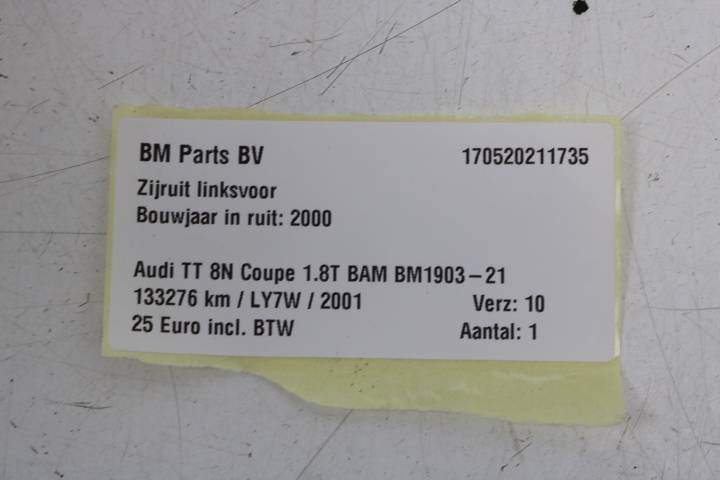 BM Parts BV 170520211735
Zijruit linksvoor
Bouwjaar in ruit: 2000
Audi TT 8N Coupe 1.8T BAM BM1903-21
133276 km / LY7W / 2001 Verz: 10
25 Euro incl. BTW Aantal: 1